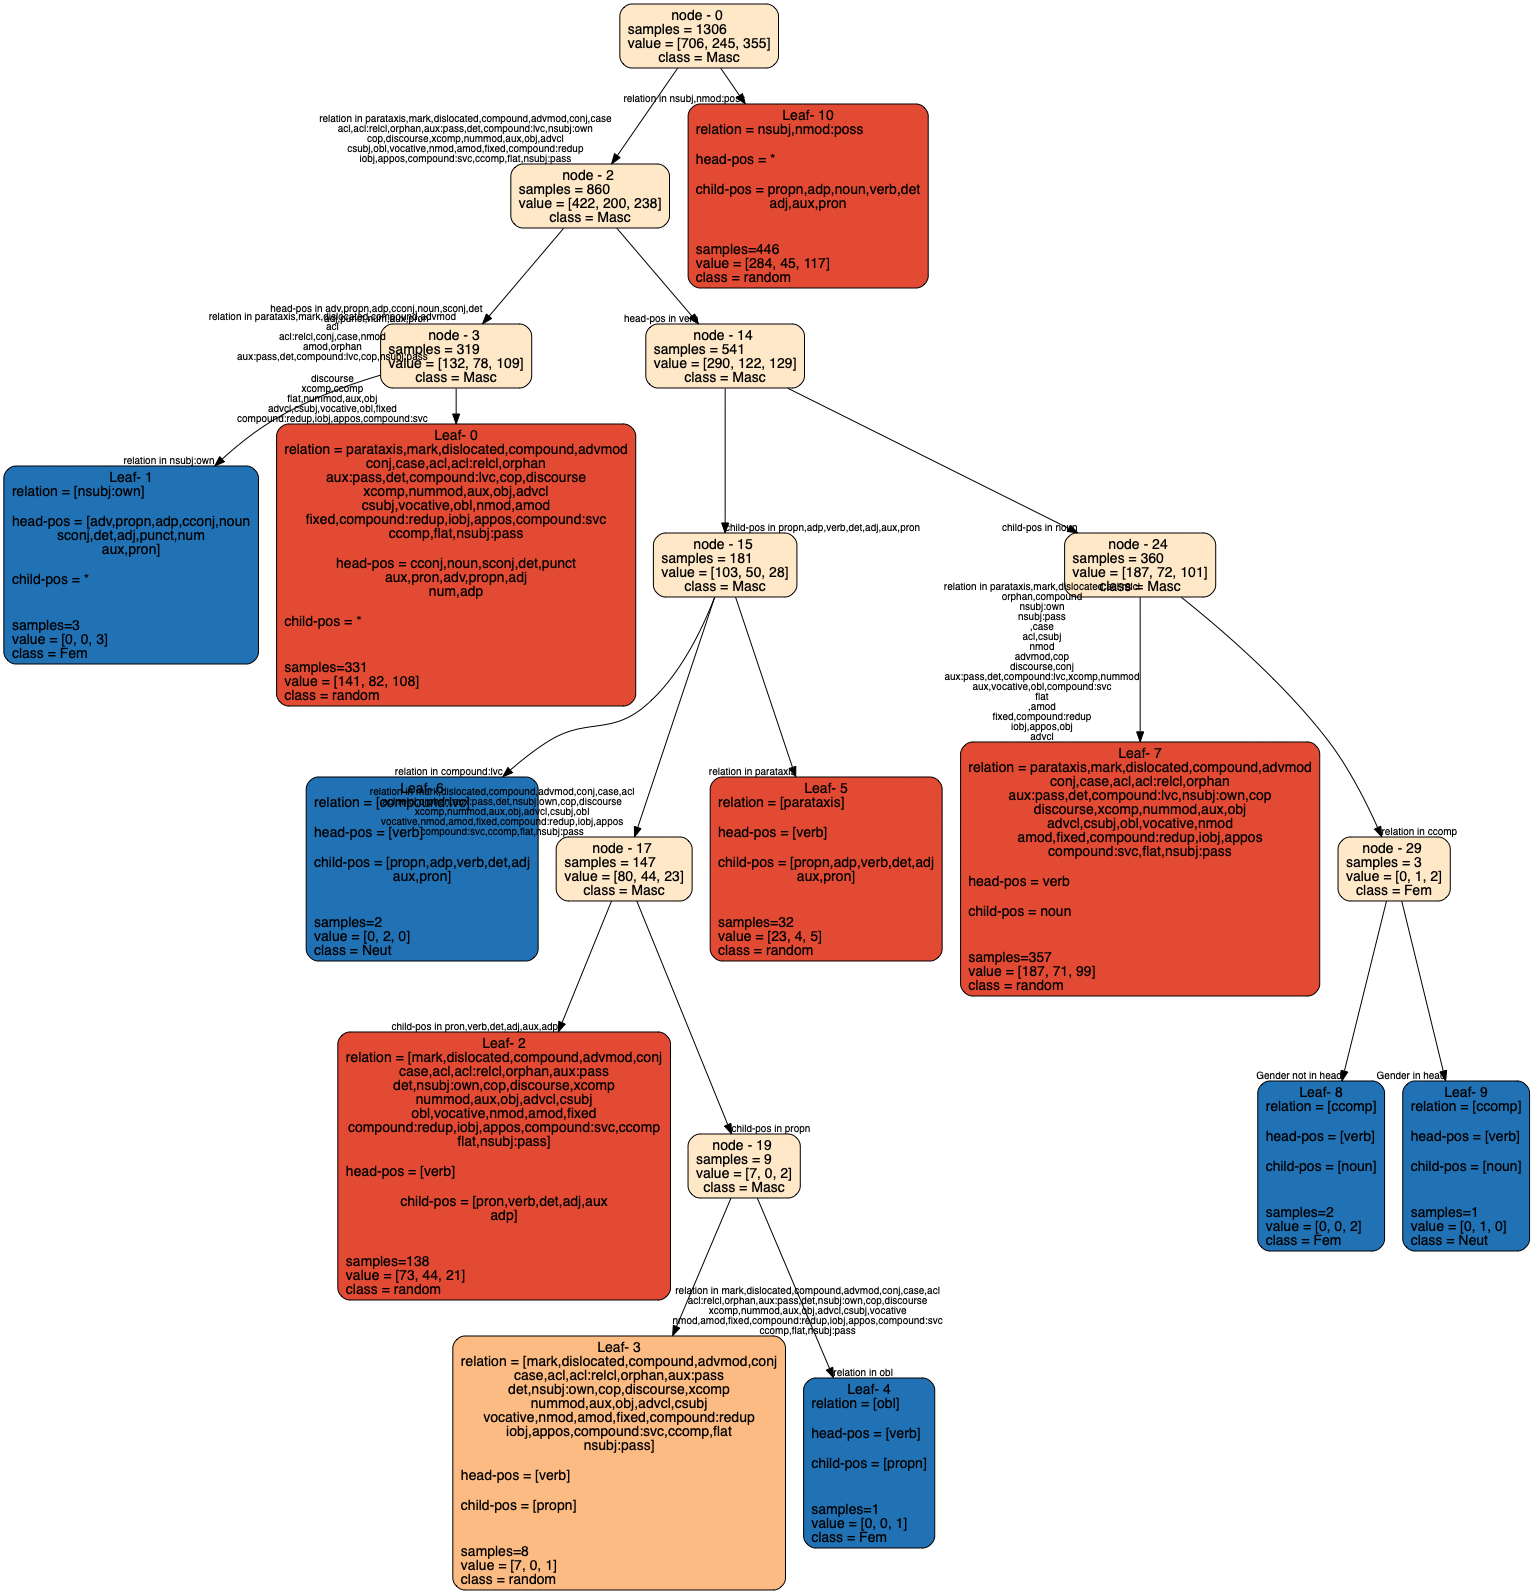 node - 0
samples = 1306
value = [706, 245, 355]
class = Masc
relation in nsubj,nmod:poss
relation in parataxis,mark,dislocated,compound,advmod,conj,case
acl,acl:relcl,orphan,aux:pass,det,compound:lvc,nsubj:own
cop,discourse,xcomp,nummod,aux,obj,advcl
csubj,obl,vocative,nmod,amod,fixed,compound:redup
iobj,appos,compound:svc,ccomp,flat,nsubj:pass
Leaf- 10
relation = nsubj,nmod:poss
head-pos = *
child-pos = propn,adp,noun,verb,det
adj,aux,pron
samples=446
value = [284, 45, 117]
class = random
node - 2
samples = 860
value = [422, 200, 238]
class = Masc
head-pos in adv,propn,adp,cconj,noun,sconj,det
adj,punct,num,aux,pron
head-pos in verb
node - 3
samples = 319
value = [132, 78, 109]
class = Masc
node - 14
samples = 541
value = [290, 122, 129]
class = Masc
relation in parataxis,mark,dislocated,compound,advmod
acl
acl:relcl,conj,case,nmod
amod,orphan
aux:pass,det,compound:lvc,cop,nsubj:pass
discourse
xcomp,ccomp
flat,nummod,aux,obj
advcl,csubj,vocative,obl,fixed
compound:redup,iobj,appos,compound:svc
relation in nsubj:own
Leaf- 1
relation = [nsubj:own]
head-pos = [adv,propn,adp,cconj,noun
sconj,det,adj,punct,num
aux,pron]
child-pos = *
samples=3
value = [0, 0, 3]
class = Fem
Leaf- 0
relation = parataxis,mark,dislocated,compound,advmod
conj,case,acl,acl:relcl,orphan
aux:pass,det,compound:lvc,cop,discourse
xcomp,nummod,aux,obj,advcl
csubj,vocative,obl,nmod,amod
fixed,compound:redup,iobj,appos,compound:svc
ccomp,flat,nsubj:pass
head-pos = cconj,noun,sconj,det,punct
aux,pron,adv,propn,adj
num,adp
child-pos = *
samples=331
value = [141, 82, 108]
class = random
child-pos in propn,adp,verb,det,adj,aux,pron
child-pos in noun
node - 15
samples = 181
value = [103, 50, 28]
class = Masc
node - 24
samples = 360
value = [187, 72, 101]
class = Masc
relation in parataxis,mark,dislocated,acl:relcl
orphan,compound
nsubj:own
nsubj:pass
,case
acl,csubj
nmod
advmod,cop
discourse,conj
aux:pass,det,compound:lvc,xcomp,nummod
aux,vocative,obl,compound:svc
flat
,amod
fixed,compound:redup
iobj,appos,obj
advcl
relation in compound:lvc
relation in mark,dislocated,compound,advmod,conj,case,acl
acl:relcl,orphan,aux:pass,det,nsubj:own,cop,discourse
xcomp,nummod,aux,obj,advcl,csubj,obl
vocative,nmod,amod,fixed,compound:redup,iobj,appos
compound:svc,ccomp,flat,nsubj:pass
relation in parataxis
Leaf- 6
relation = [compound:lvc]
head-pos = [verb]
child-pos = [propn,adp,verb,det,adj
aux,pron]
samples=2
value = [0, 2, 0]
class = Neut
node - 17
samples = 147
value = [80, 44, 23]
class = Masc
Leaf- 5
relation = [parataxis]
head-pos = [verb]
child-pos = [propn,adp,verb,det,adj
aux,pron]
samples=32
value = [23, 4, 5]
class = random
Leaf- 7
relation = parataxis,mark,dislocated,compound,advmod
conj,case,acl,acl:relcl,orphan
aux:pass,det,compound:lvc,nsubj:own,cop
discourse,xcomp,nummod,aux,obj
advcl,csubj,obl,vocative,nmod
amod,fixed,compound:redup,iobj,appos
compound:svc,flat,nsubj:pass
head-pos = verb
child-pos = noun
samples=357
value = [187, 71, 99]
class = random
relation in ccomp
node - 29
samples = 3
value = [0, 1, 2]
class = Fem
child-pos in pron,verb,det,adj,aux,adp
Leaf- 2
relation = [mark,dislocated,compound,advmod,conj
case,acl,acl:relcl,orphan,aux:pass
det,nsubj:own,cop,discourse,xcomp
nummod,aux,obj,advcl,csubj
obl,vocative,nmod,amod,fixed
compound:redup,iobj,appos,compound:svc,ccomp
flat,nsubj:pass]
head-pos = [verb]
child-pos = [pron,verb,det,adj,aux
adp]
samples=138
value = [73, 44, 21]
class = random
child-pos in propn
node - 19
samples = 9
value = [7, 0, 2]
class = Masc
Gender not in head
Gender in head
Leaf- 8
relation = [ccomp]
head-pos = [verb]
child-pos = [noun]
samples=2
value = [0, 0, 2]
class = Fem
Leaf- 9
relation = [ccomp]
head-pos = [verb]
child-pos = [noun]
samples=1
value = [0, 1, 0]
class = Neut
relation in mark,dislocated,compound,advmod,conj,case,acl
acl:relcl,orphan,aux:pass,det,nsubj:own,cop,discourse
xcomp,nummod,aux,obj,advcl,csubj,vocative
nmod,amod,fixed,compound:redup,iobj,appos,compound:svc
ccomp,flat,nsubj:pass
relation in obl
Leaf- 3
relation = [mark,dislocated,compound,advmod,conj
case,acl,acl:relcl,orphan,aux:pass
det,nsubj:own,cop,discourse,xcomp
nummod,aux,obj,advcl,csubj
vocative,nmod,amod,fixed,compound:redup
iobj,appos,compound:svc,ccomp,flat
nsubj:pass]
head-pos = [verb]
child-pos = [propn]
samples=8
value = [7, 0, 1]
class = random
Leaf- 4
relation = [obl]
head-pos = [verb]
child-pos = [propn]
samples=1
value = [0, 0, 1]
class = Fem